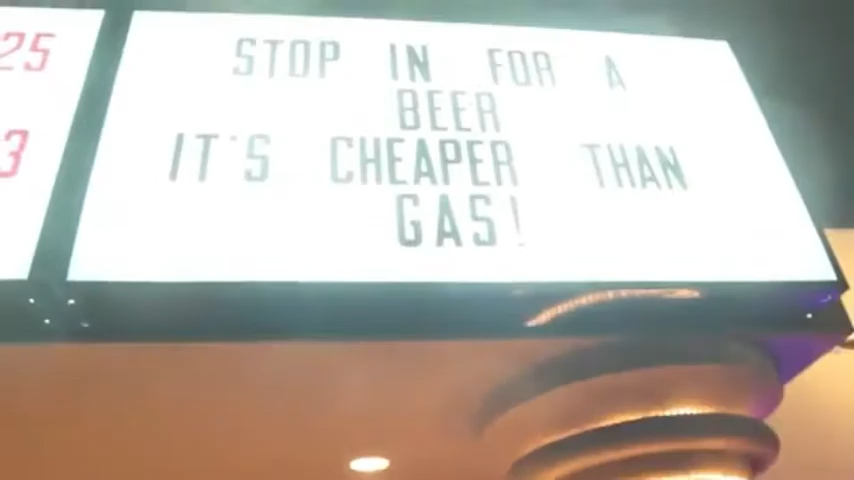 25
STOP IN FOR A
BEER
3
IT'S CHEAPER THAN
GAS!